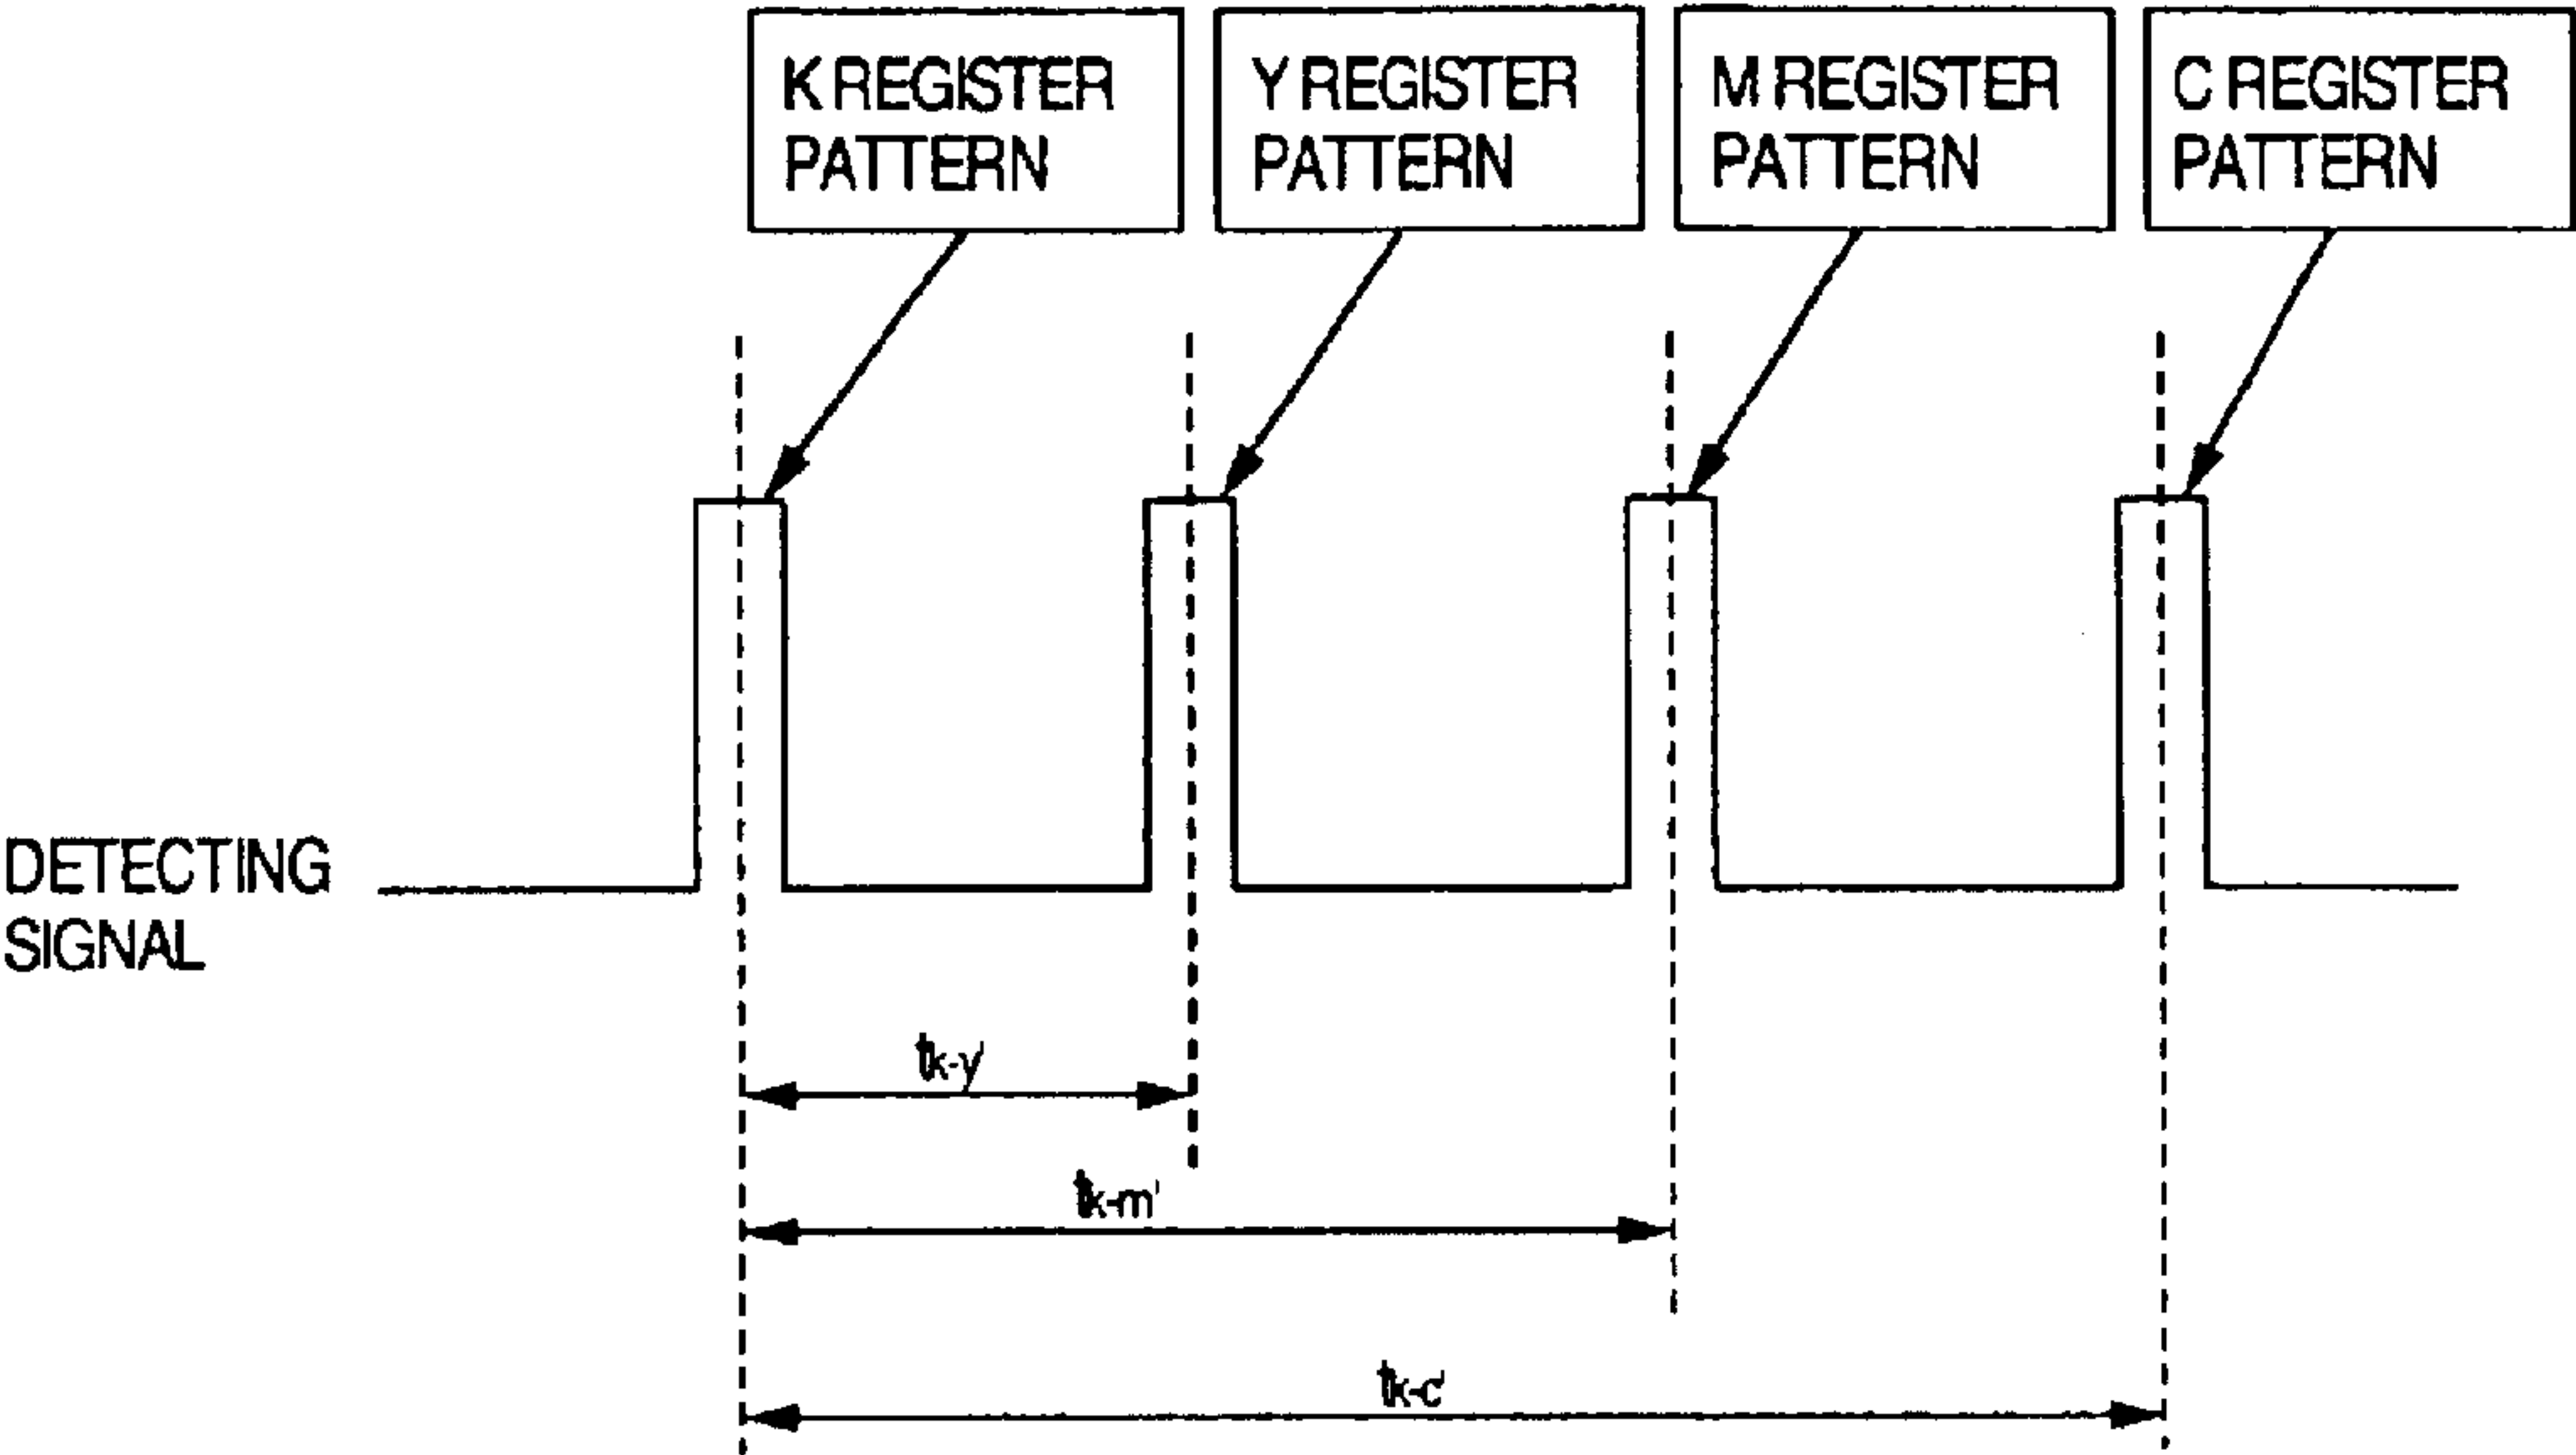 K REGISTER
PATTERN
Y REGISTER
PATTERN
M REGISTER
PATTERN
C REGISTER
PATTERN
DETECTING
SIGNAL
tk-y'
tk-m'
tk-c'